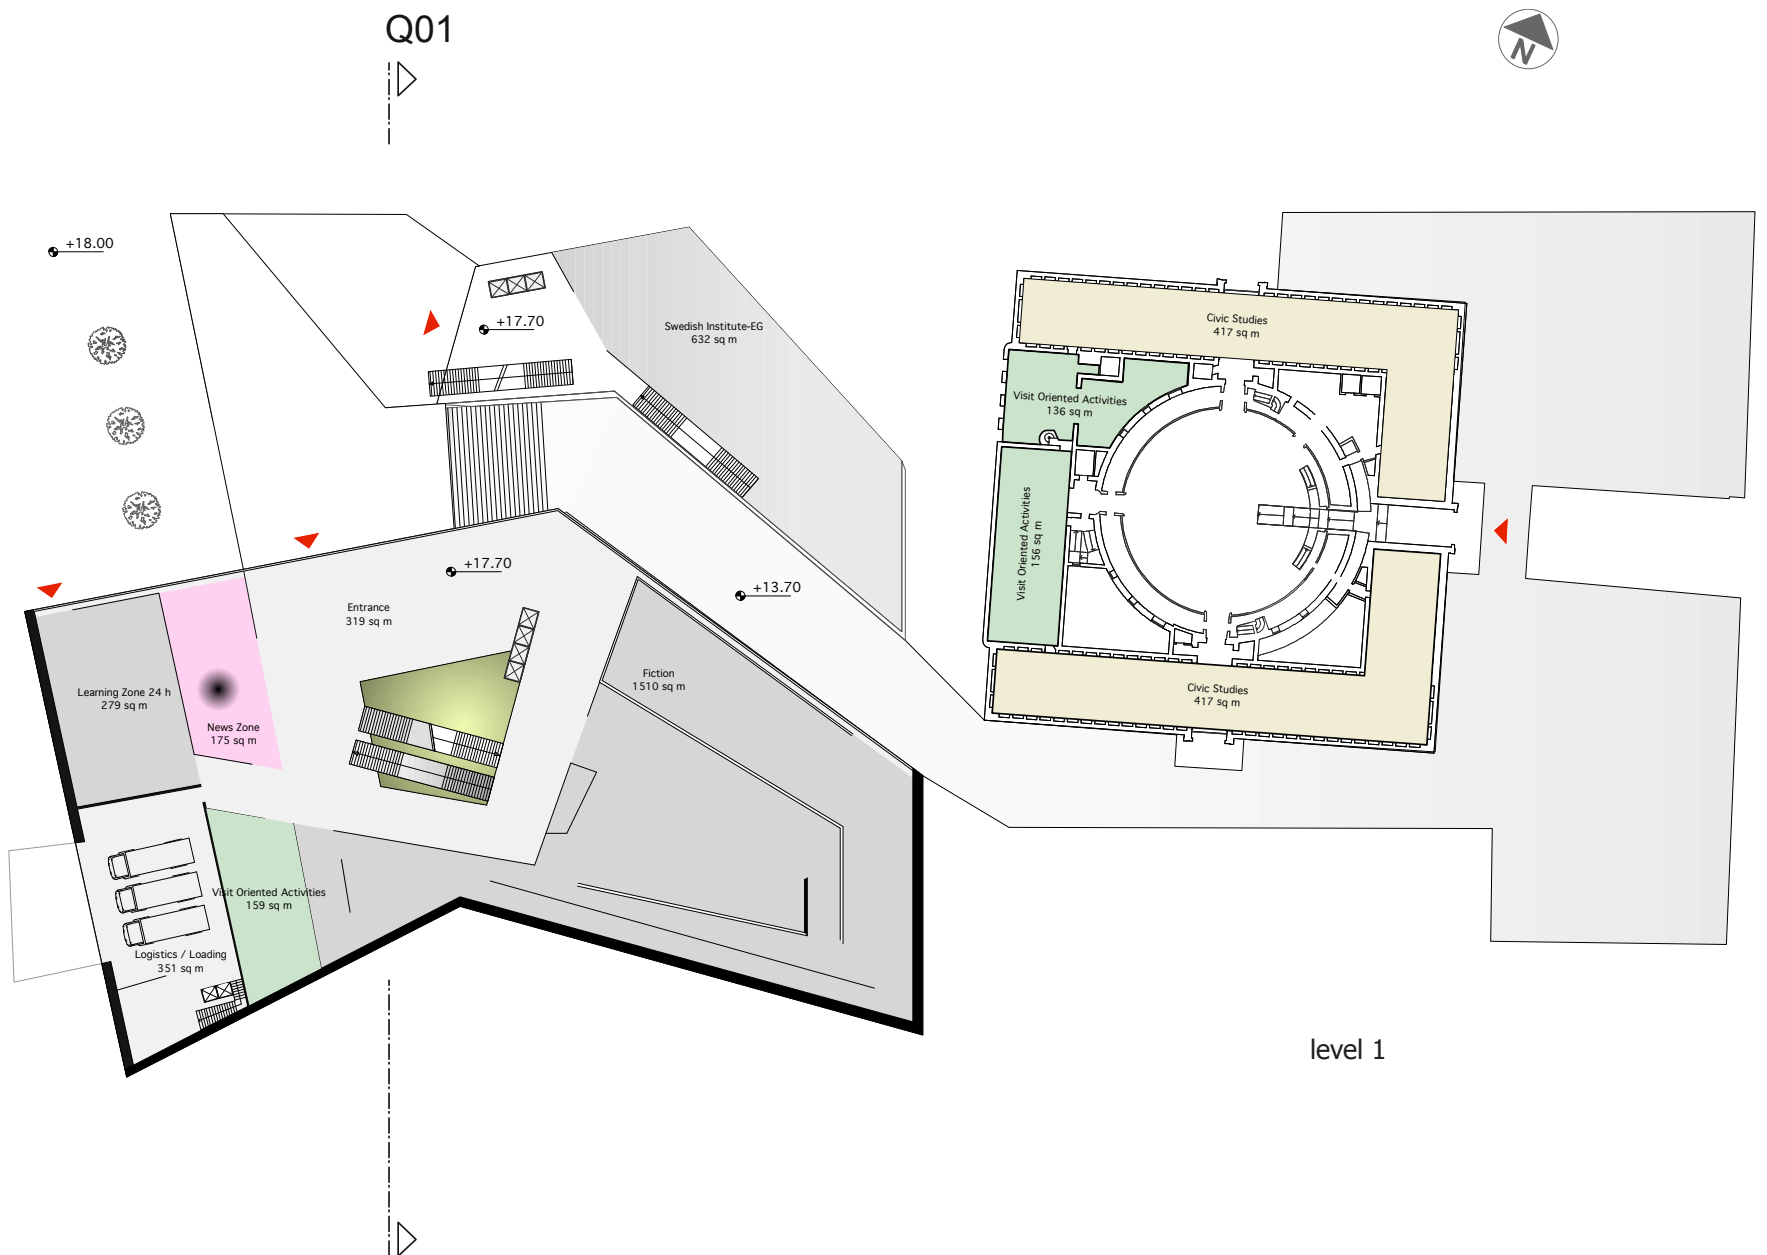 Q01
N
+18.00
+17.70
Swedish Institute-EG
632 sq m
Civic Studies
417 sq m
Visit Oriented Activities
136 sq m
Visit Oriented Activities
156 sq m
+17.70
+13.70
Entrance
319 sq m
Fiction
1510 sq m
Learning Zone 24 h
279 sq m
News Zone
175 sq m
Civic Studies
417 sq m
Visit Oriented Activities
159 sq m
Logistics / Loading
351 sq m
level 1